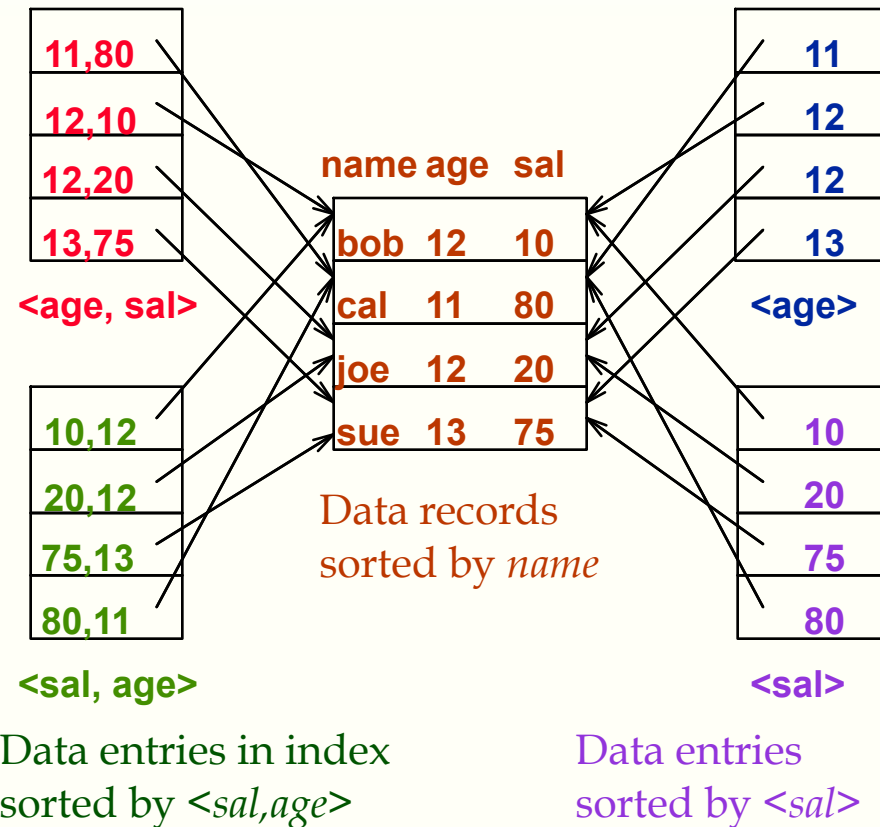 11,80
12,10
12,20
13,75
<age, sal>
10,12
20,12
75,13
80,11
<sal, age>
Data entries in index
sorted by <sal,age>
name age sal
bob 12 10
cal 11 80
joe 12 20
sue 13 75
Data records
sorted by name
11
12
12
13
<age>
10
20
75
80
<sal>
Data entries
sorted by <sal>